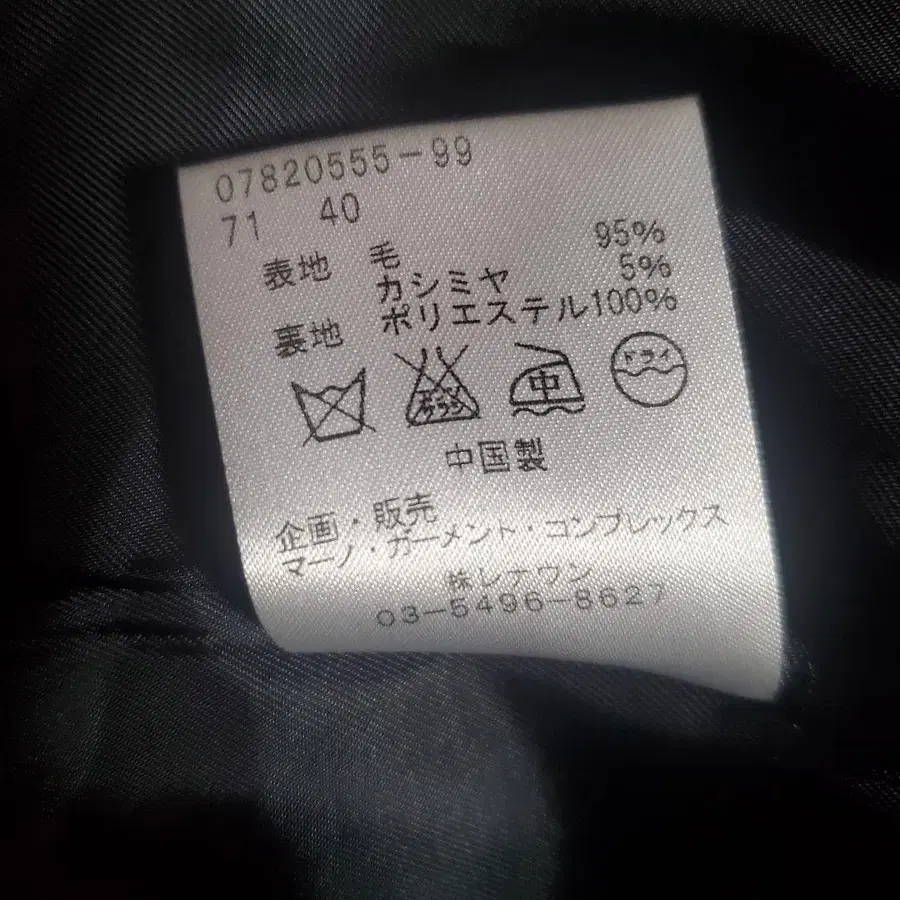 07820555-99
71 40
表地 毛 95%
カシミヤ 5%
裏地 ポリエステル100%
中 ドライ
中国製
企画・販売
マーノ・ガーメント・コンプレックス
㈱レナウン
03-5496-8627